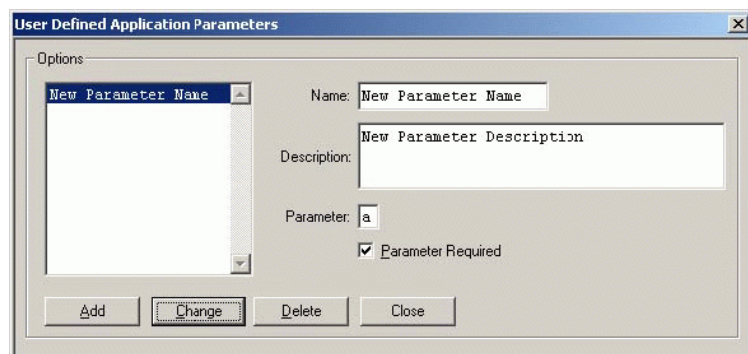 User Defined Application Parameters
Options
New Parameter Name
Name: New Parameter Name
Description: New Parameter Description
Parameter: a
Parameter Required
Add Change Delete Close